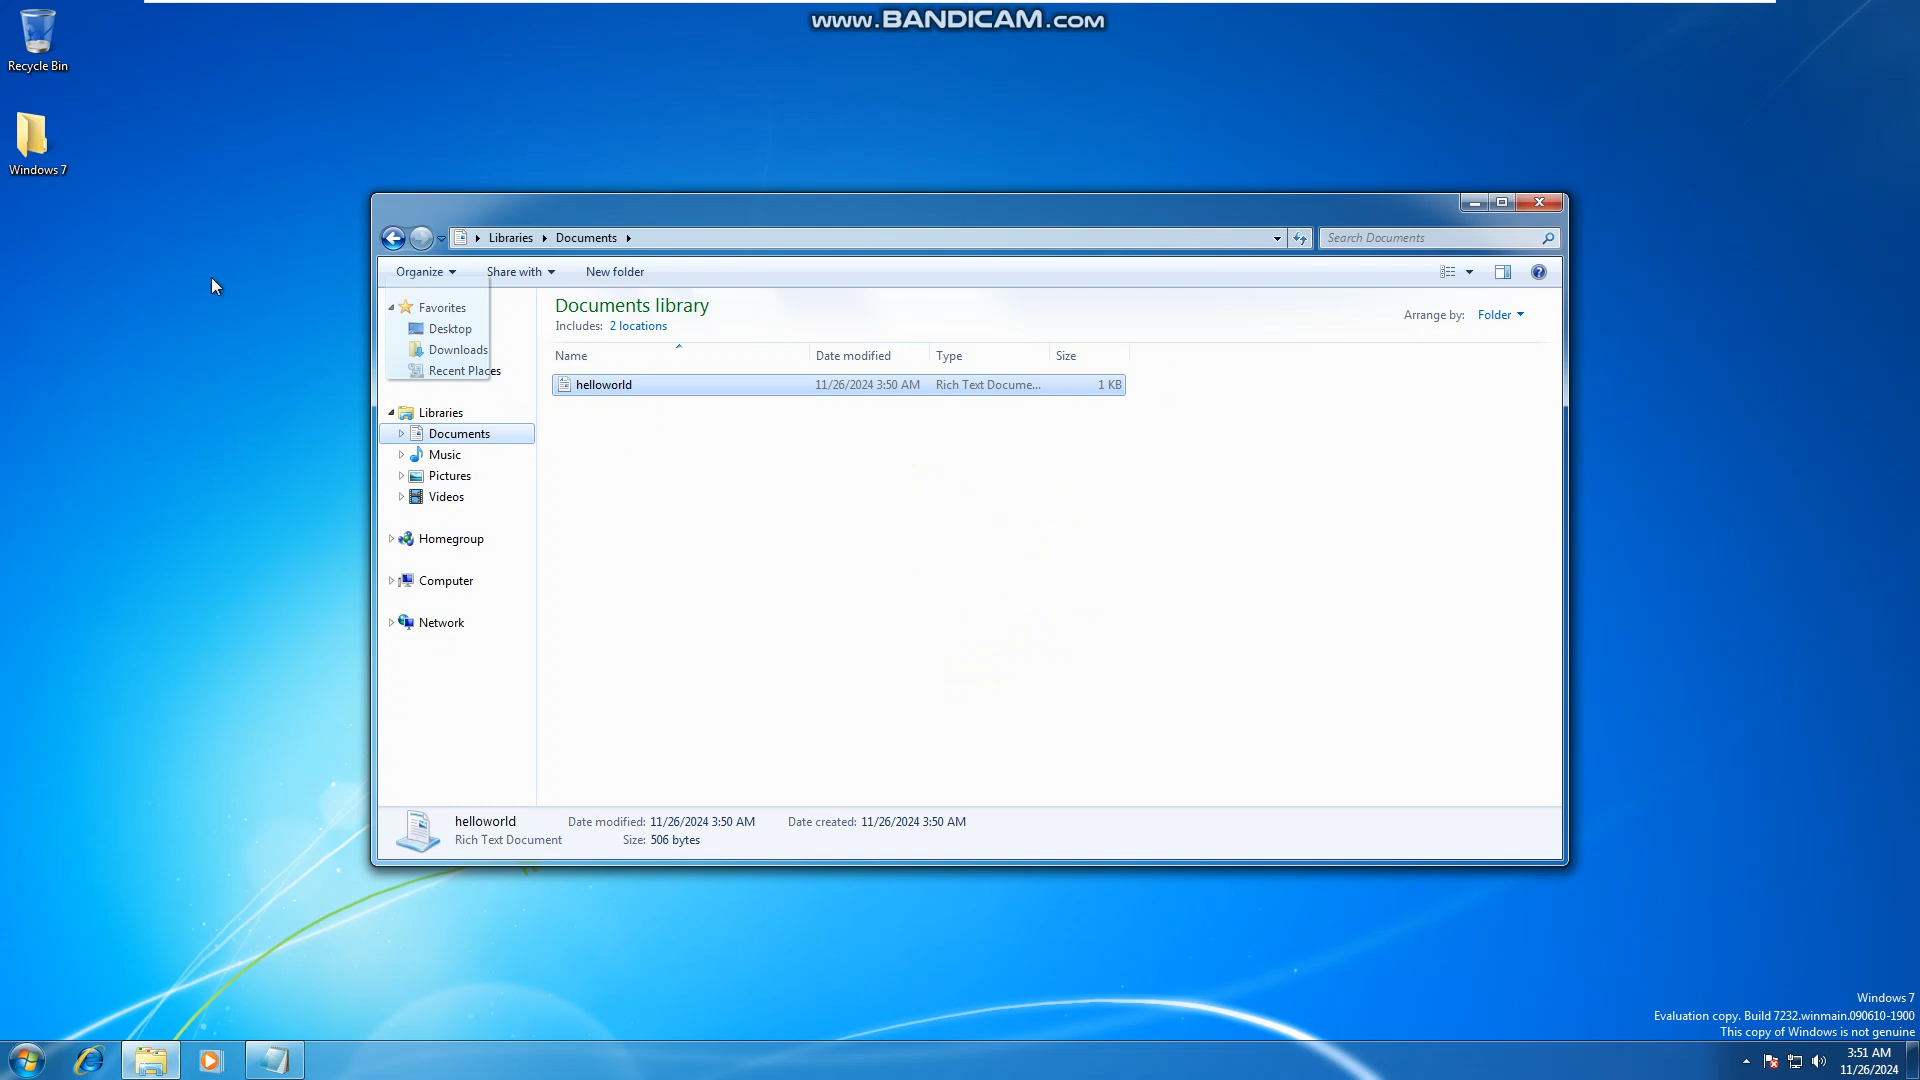 www.BANDICAM.com
Recycle Bin
Windows 7
Libraries Documents
Search Documents
Organize Share with New folder
Favorites
Desktop
Downloads
Recent Places
Libraries
Documents
Music
Pictures
Videos
Homegroup
Computer
Network
Documents library
Includes: 2 locations
Arrange by: Folder
Name Date modified Type Size
helloworld 11/26/2024 3:50 AM Rich Text Docume... 1 KB
helloworld Date modified: 11/26/2024 3:50 AM Date created: 11/26/2024 3:50 AM
Rich Text Document Size: 506 bytes
Windows 7
Evaluation copy. Build 7232.winmain.090610-1900
This copy of Windows is not genuine
3:51 AM
11/26/2024